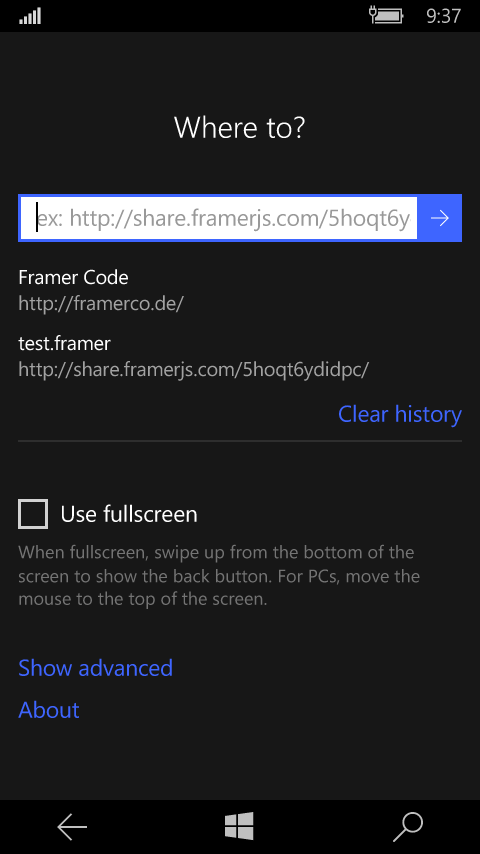 9:37
Where to?
ex: http://share.framerjs.com/5hoqt6y
Framer Code
http://framerco.de/
test.framer
http://share.framerjs.com/5hoqt6ydidpc/
Clear history
Use fullscreen
When fullscreen, swipe up from the bottom of the
screen to show the back button. For PCs, move the
mouse to the top of the screen.
Show advanced
About